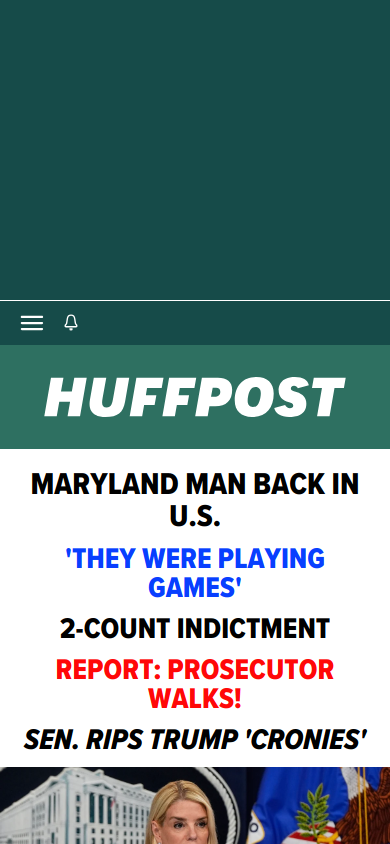 HUFFPOST
MARYLAND MAN BACK IN
U.S.
'THEY WERE PLAYING
GAMES'
2-COUNT INDICTMENT
REPORT: PROSECUTOR
WALKS!
SEN. RIPS TRUMP 'CRONIES'